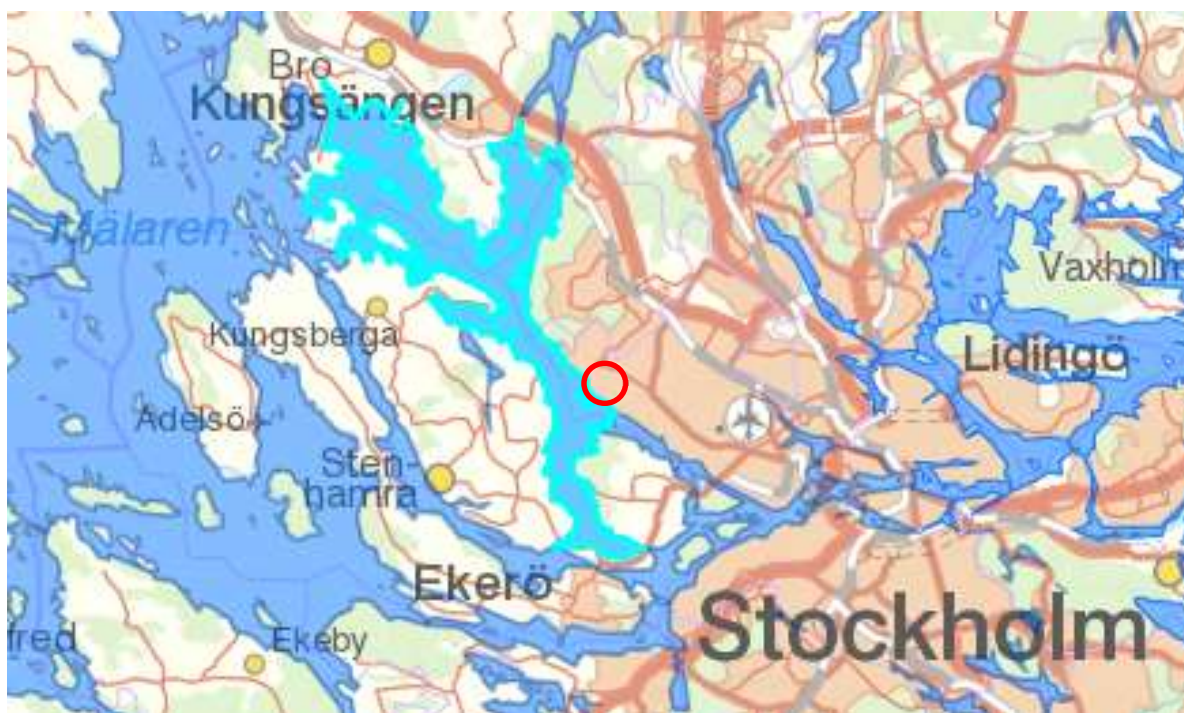 Bro
Kungsängen
Mälaren
Vaxholm
Kungsberga
Lidingö
Adelsö
Sten-
hamra
Ekerö
Stockholm
fred
Ekeby